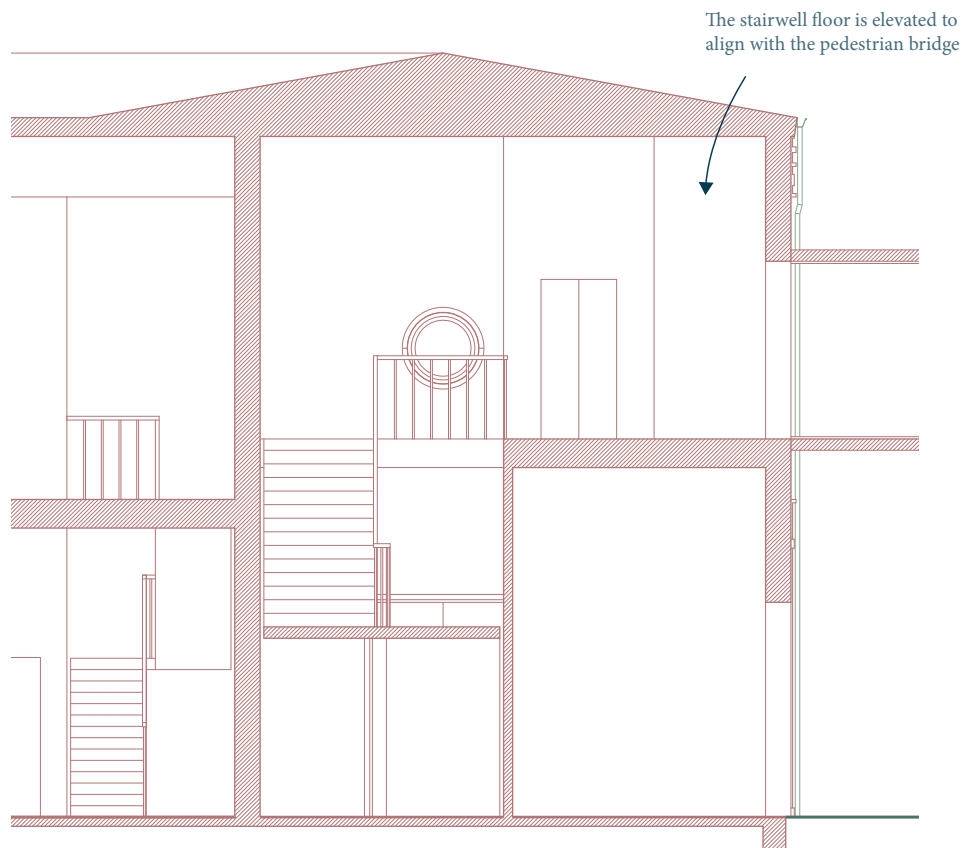 The stairwell floor is elevated to
align with the pedestrian bridge